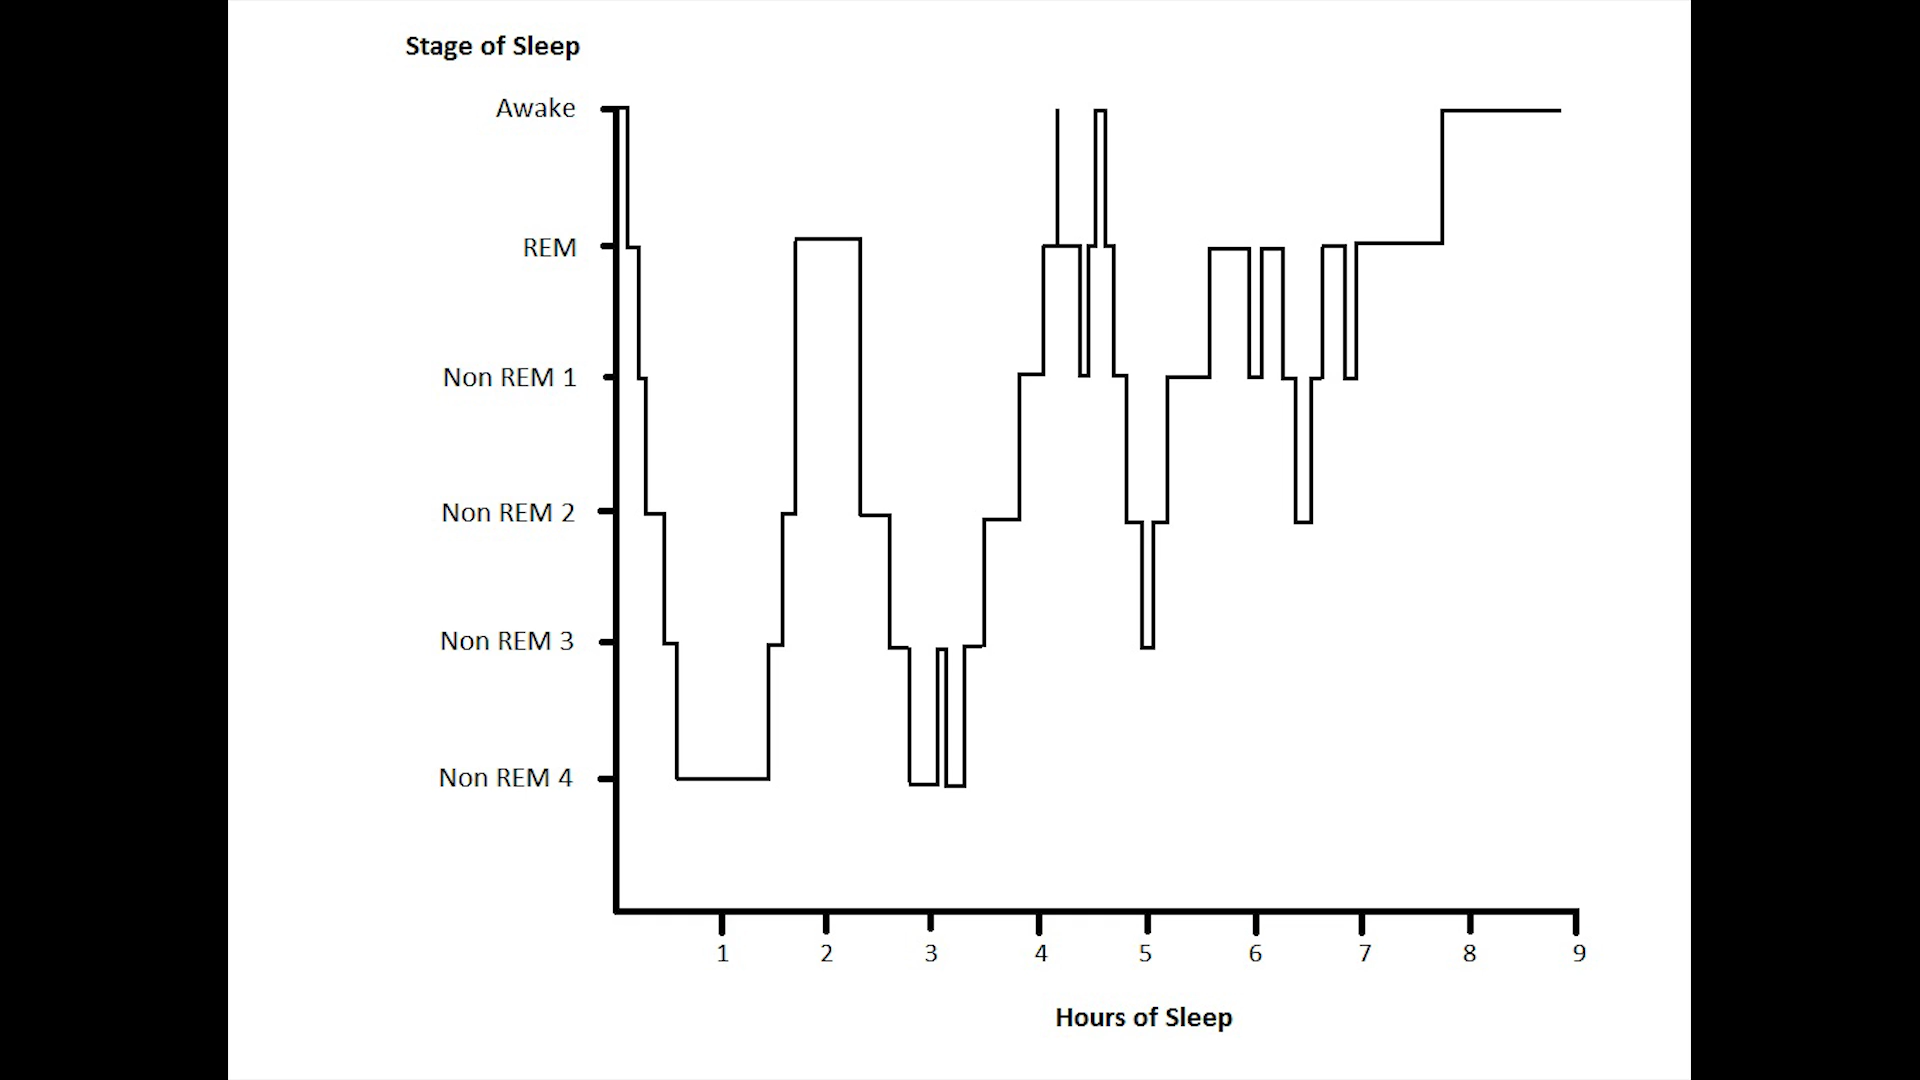 Stage of Sleep
Awake
REM
Non REM 1
Non REM 2
Non REM 3
Non REM 4
1 2 3 4 5 6 7 8 9
Hours of Sleep